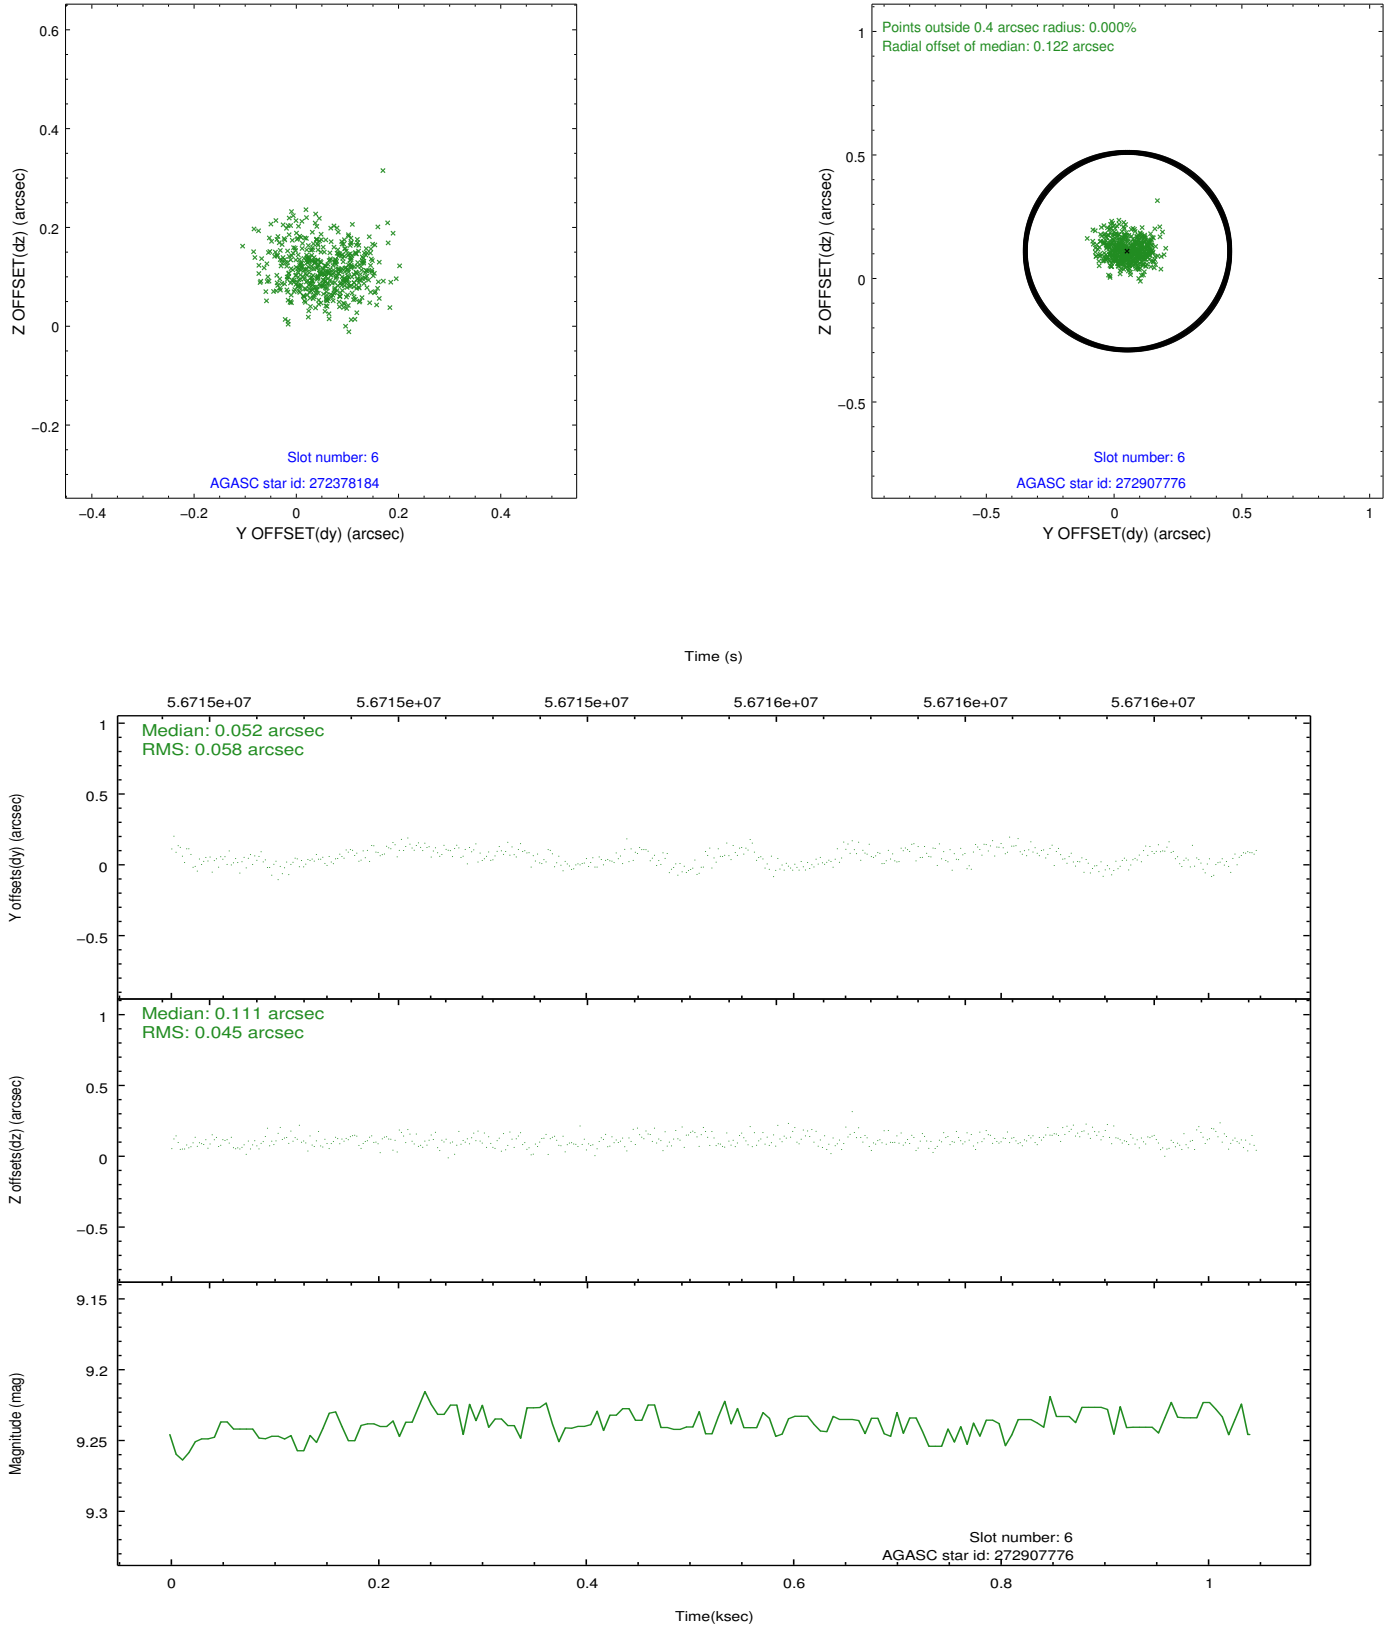 0.6
0.4
0.2
0
−0.2
Z OFFSET(dz) (arcsec)
Slot number: 6
AGASC star id: 272378184
−0.4 −0.2 0 0.2 0.4
Y OFFSET(dy) (arcsec)
Points outside 0.4 arcsec radius: 0.000%
Radial offset of median: 0.122 arcsec
1
0.5
0
−0.5
Z OFFSET(dz) (arcsec)
Slot number: 6
AGASC star id: 272907776
−0.5 0 0.5 1
Y OFFSET(dy) (arcsec)
Time (s)
5.6715e+07 5.6715e+07 5.6715e+07 5.6716e+07 5.6716e+07 5.6716e+07
Median: 0.052 arcsec
RMS: 0.058 arcsec
1
0.5
0
−0.5
Y offsets(dy) (arcsec)
Median: 0.111 arcsec
RMS: 0.045 arcsec
1
0.5
0
−0.5
Z offsets(dz) (arcsec)
9.15
9.2
9.25
9.3
Magnitude (mag)
Slot number: 6
AGASC star id: 272907776
0 0.2 0.4 0.6 0.8 1
Time(ksec)